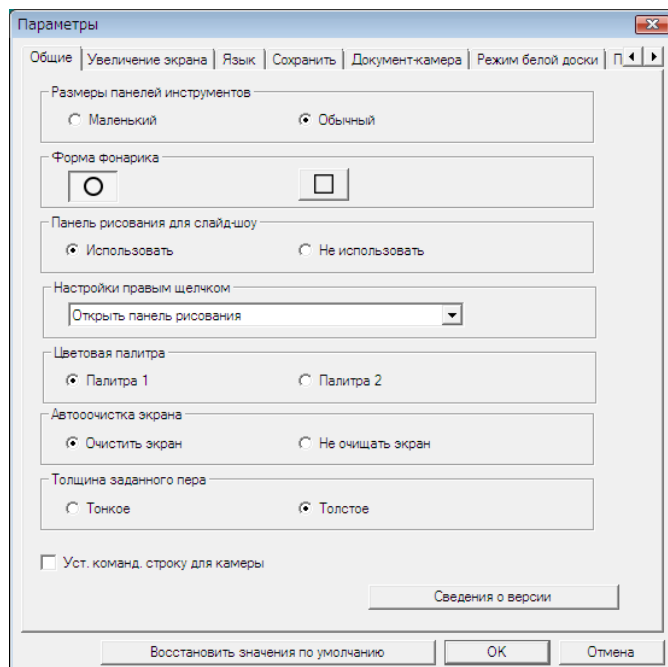 Параметры
Общие Увеличение экрана Язык Сохранить Документ-камера Режим белой доски П
Размеры панелей инструментов
Маленький Обычный
Форма фонарика
Панель рисования для слайд-шоу
Использовать Не использовать
Настройки правым щелчком
Открыть панель рисования
Цветовая палитра
Палитра 1 Палитра 2
Автооочистка экрана
Очистить экран Не очищать экран
Толщина заданного пера
Тонкое Толстое
Уст. команд. строку для камеры
Сведения о версии
Восстановить значения по умолчанию OK Отмена